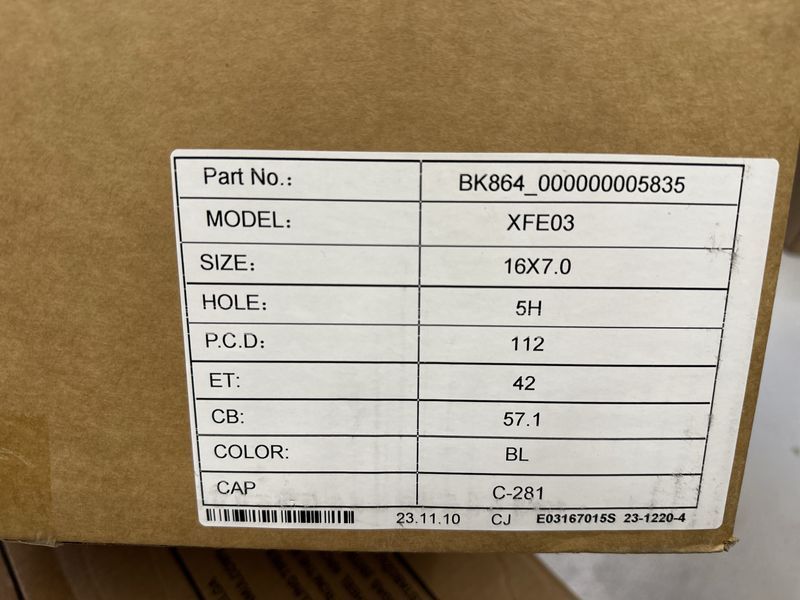 Part No.: BK864_000000005835
MODEL: XFE03
SIZE: 16X7.0
HOLE: 5H
P.C.D: 112
ET: 42
CB: 57.1
COLOR: BL
CAP C-281
23.11.10 CJ E03167015S 23-1220-4